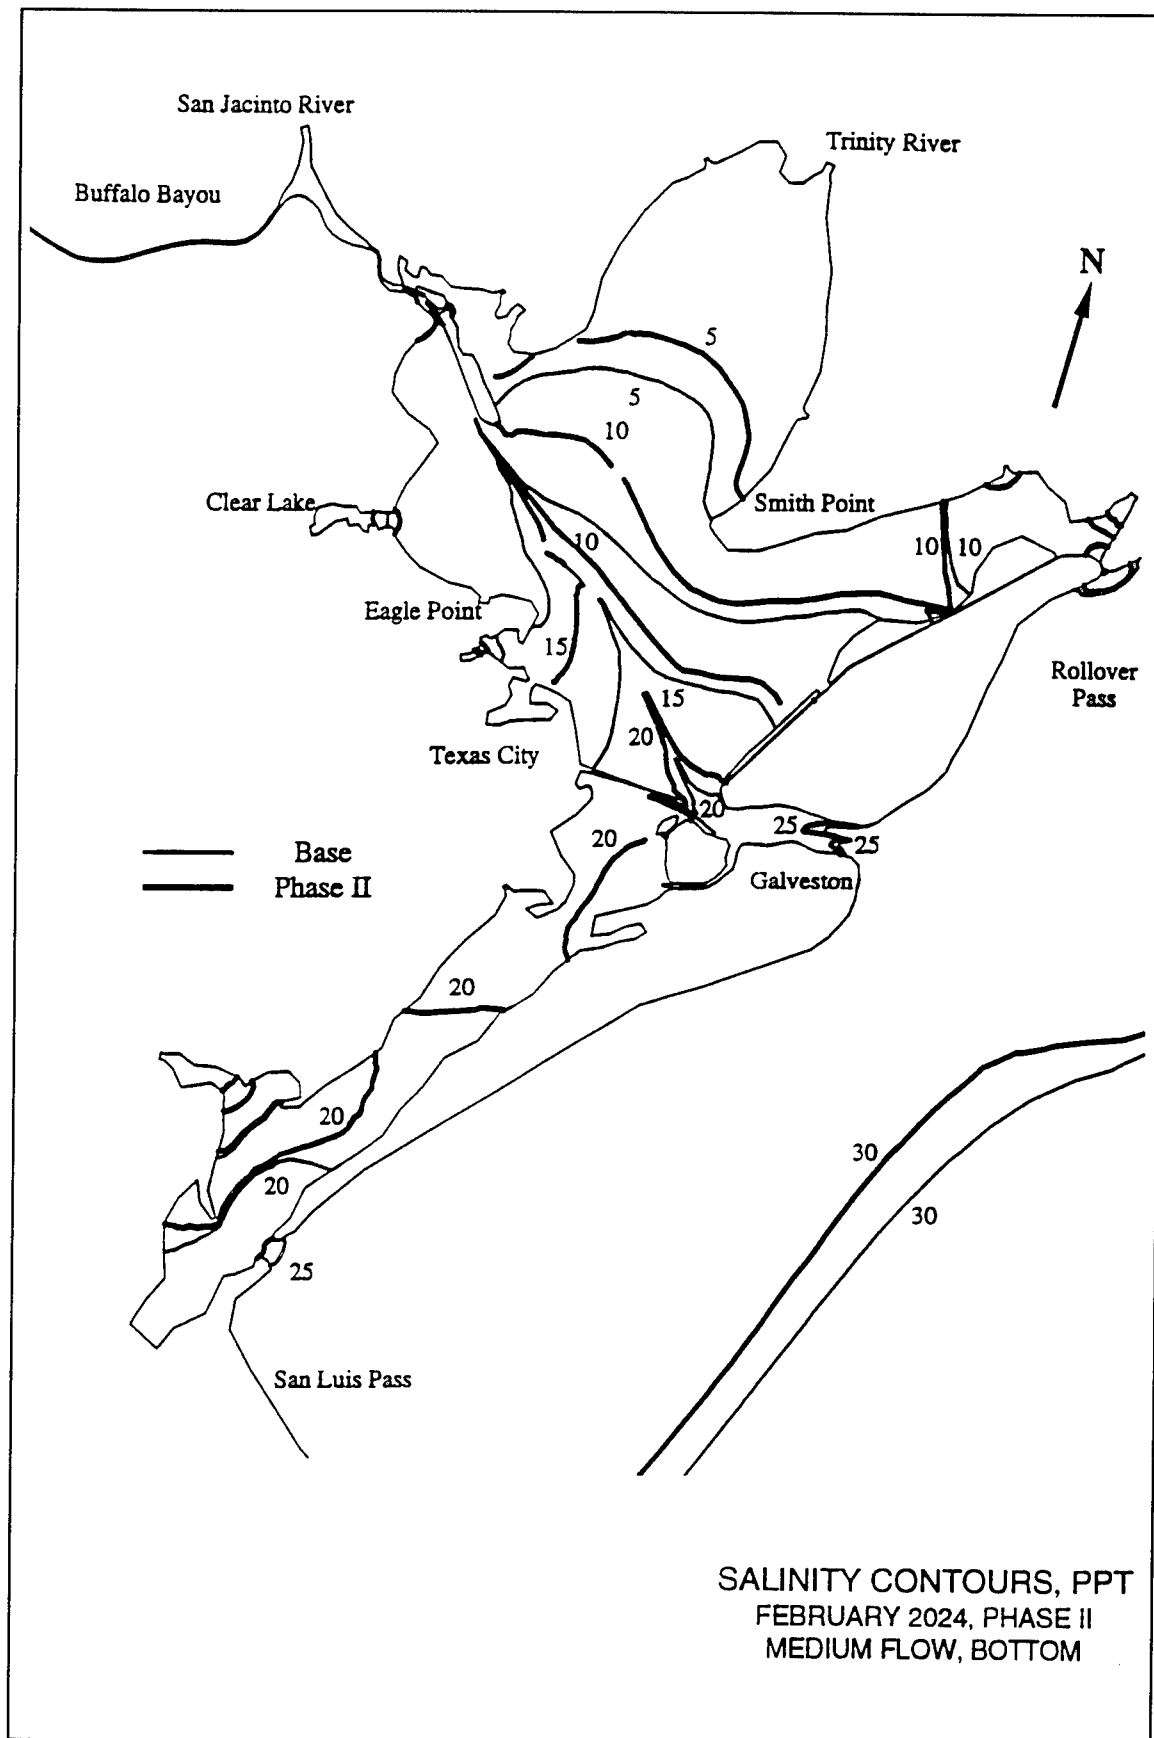 San Jacinto River
Trinity River
Buffalo Bayou
N
5
5
10
Clear Lake
Smith Point
10
10
10
Eagle Point
15
Rollover
Pass
15
20
Texas City
20
25
20
25
Base
Galveston
Phase II
20
20
30
20
30
25
San Luis Pass
SALINITY CONTOURS, PPT
FEBRUARY 2024, PHASE II
MEDIUM FLOW, BOTTOM